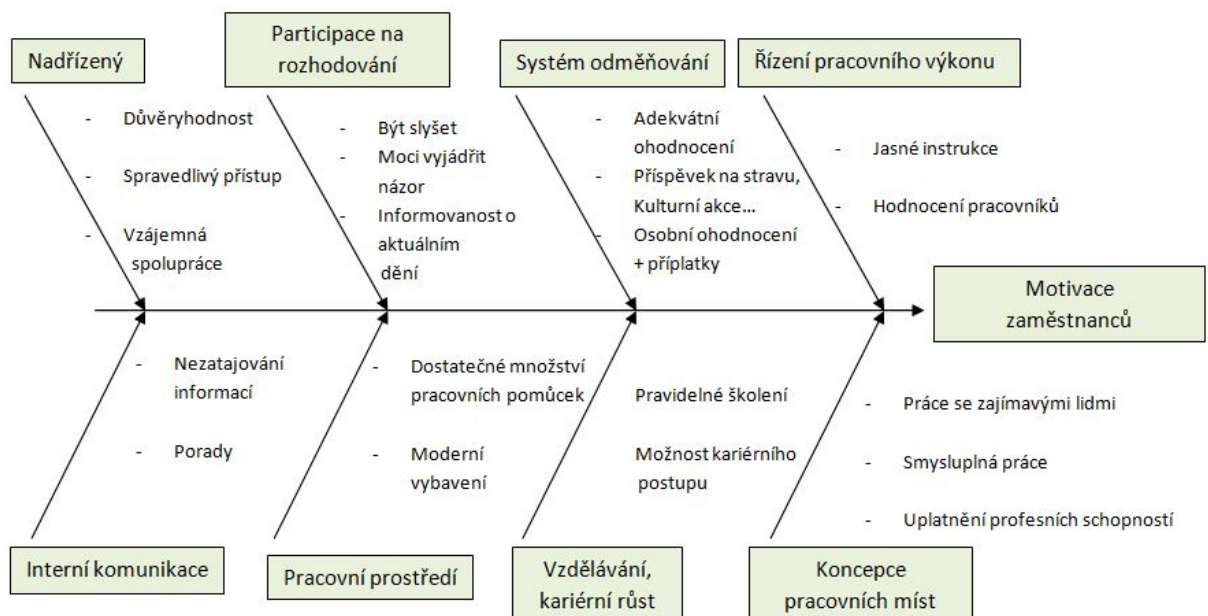 Nadřízený
Participace na
rozhodování
Systém odměňování
Řízení pracovního výkonu
- Důvěryhodnost
- Spravedlivý přístup
- Vzájemná
spolupráce
- Být slyšet
- Moci vyjádřit
názor
- Informovanost o
aktuálním
dění
- Adekvátní
ohodnocení
- Příspěvek na stravu,
Kulturní akce...
- Osobní ohodnocení
+ příplatky
- Jasné instrukce
- Hodnocení pracovníků
Motivace
zaměstnanců
- Nezatajování
informací
- Porady
- Dostatečné množství
pracovních pomůcek
- Moderní
vybavení
Pravidelné školení
Možnost kariérního
postupu
- Práce se zajímavými lidmi
- Smysluplná práce
- Uplatnění profesních schopností
Interní komunikace
Pracovní prostředí
Vzdělávání,
kariérní růst
Koncepce
pracovních míst